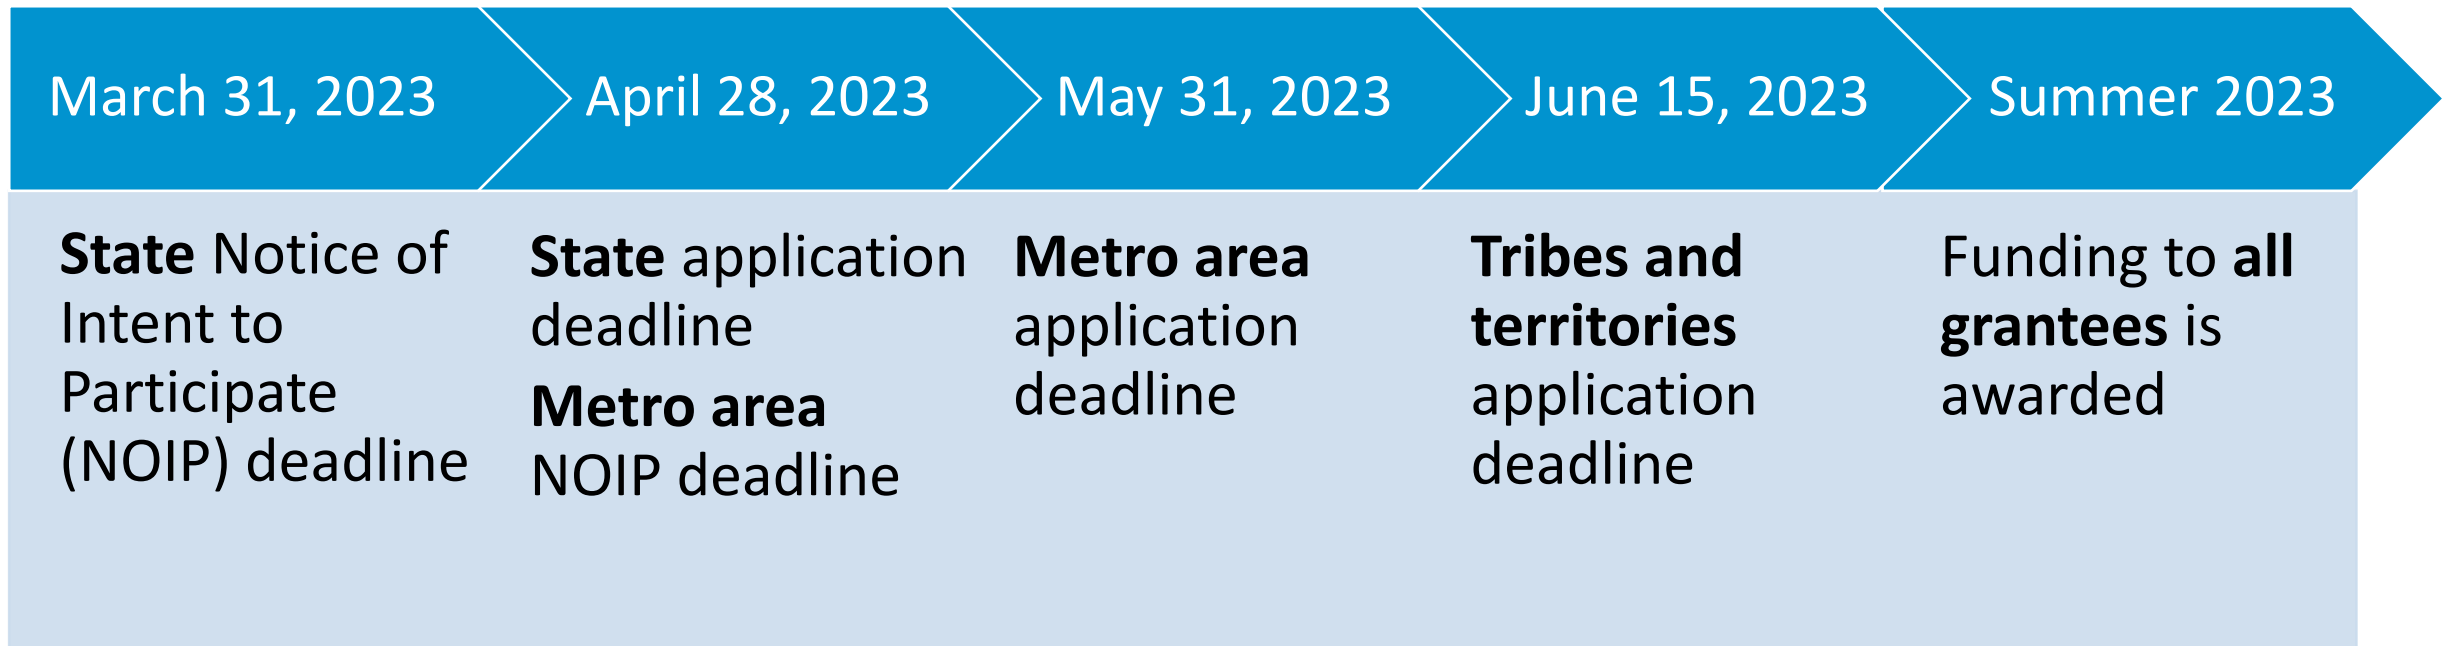 March 31, 2023
April 28, 2023
May 31, 2023
June 15, 2023
Summer 2023
State Notice of
Intent to
Participate
(NOIP) deadline
State application
deadline
Metro area
NOIP deadline
Metro area
application
deadline
Tribes and
territories
application
deadline
Funding to all
grantees is
awarded